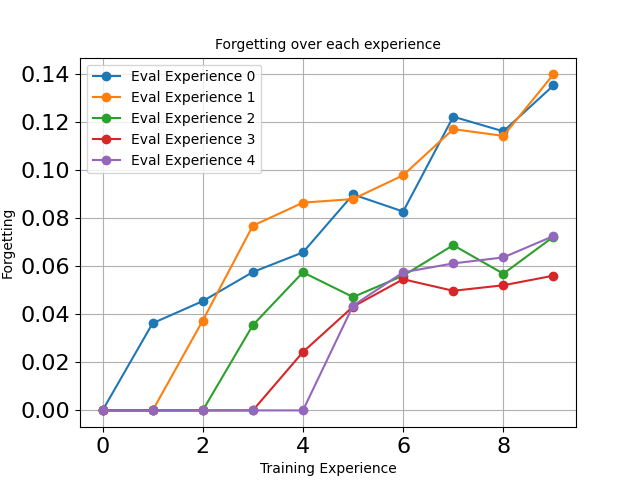 Forgetting over each experience
Eval Experience 0
Eval Experience 1
Eval Experience 2
Eval Experience 3
Eval Experience 4
0.14
0.12
0.10
0.08
0.06
0.04
0.02
0.00
Forgetting
0 2 4 6 8
Training Experience